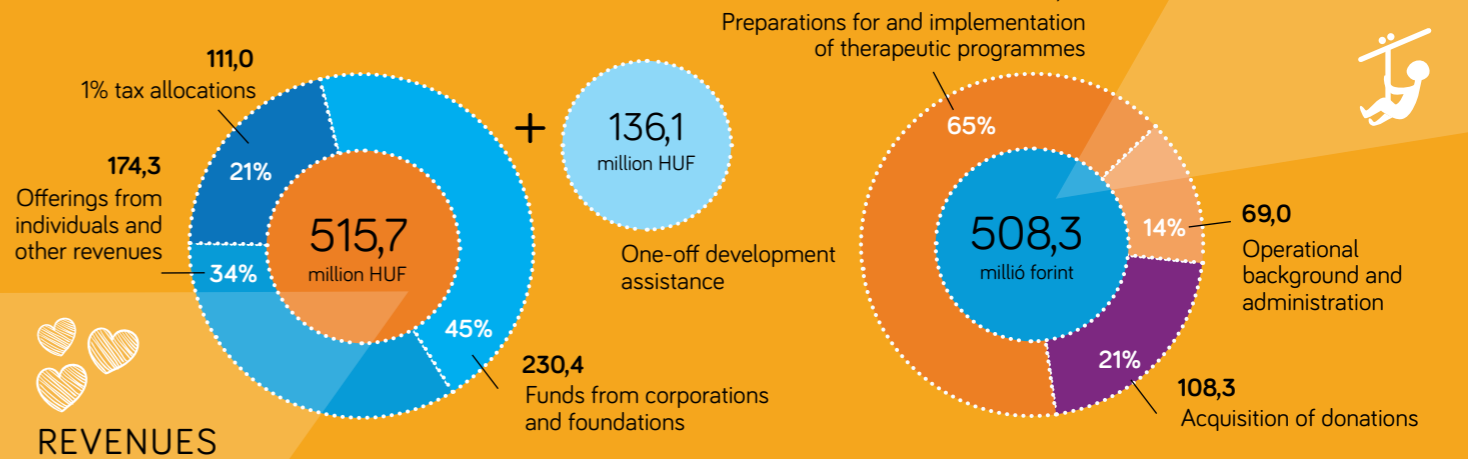 111,0
1% tax allocations
174,3
Offerings from
individuals and
other revenues
21%
34%
45%
515,7
million HUF
230,4
Funds from corporations
and foundations
+
136,1
million HUF
One-off development
assistance
REVENUES
Preparations for and implementation
of therapeutic programmes
65%
14%
21%
508,3
millió forint
69,0
Operational
background and
administration
108,3
Acquisition of donations